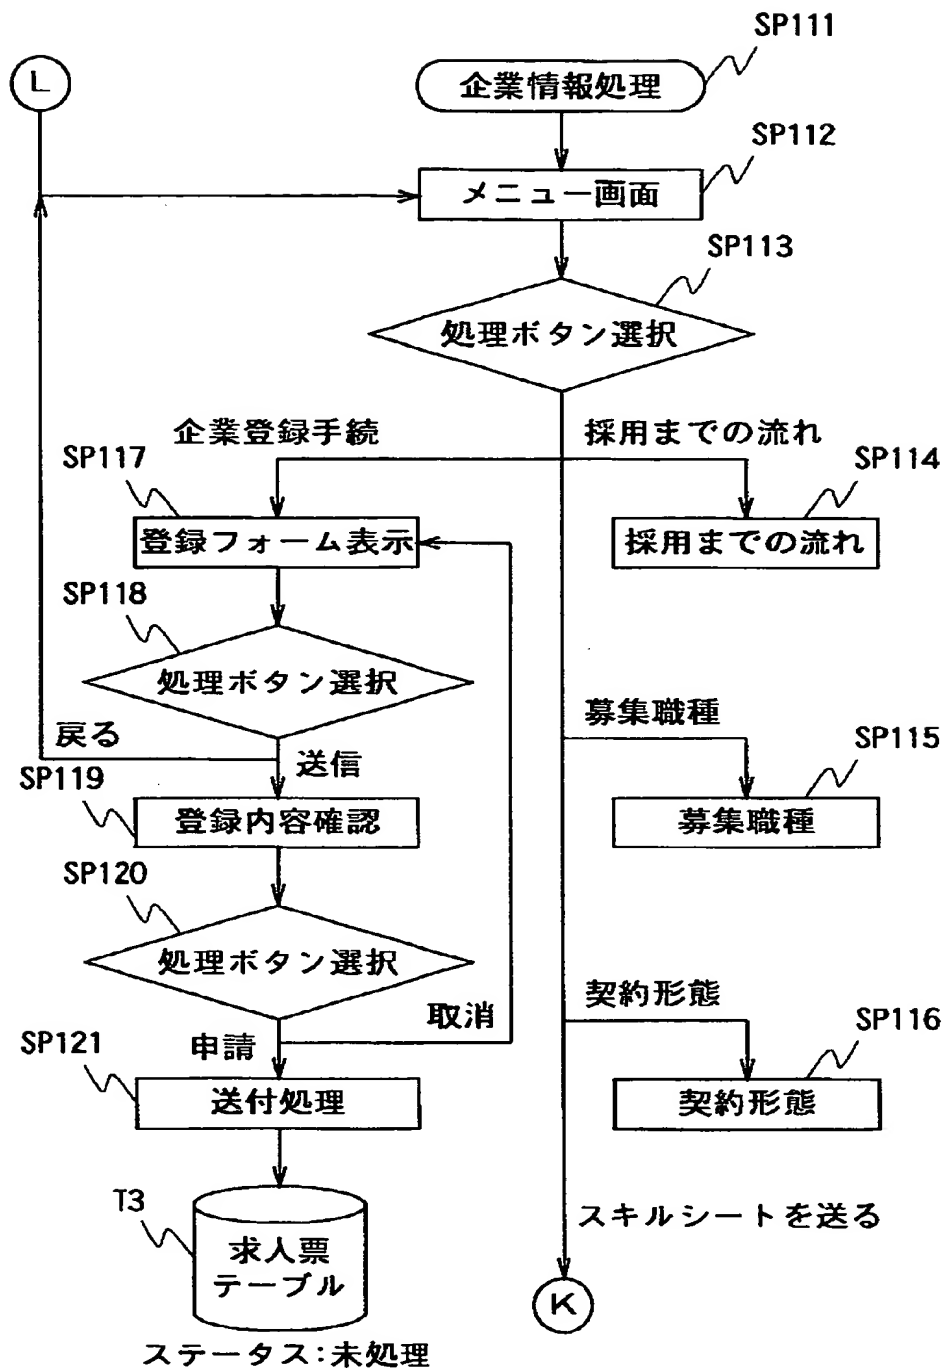 SP111
L
企業情報処理
SP112
メニュー画面
SP113
処理ボタン選択
企業登録手続
採用までの流れ
SP117
SP114
登録フォーム表示
採用までの流れ
SP118
処理ボタン選択
募集職種
戻る
送信
SP115
SP119
登録内容確認
募集職種
SP120
処理ボタン選択
契約形態
取消
SP116
申請
SP121
送付処理
契約形態
T3
スキルシートを送る
求人票
テーブル
K
ステータス:未処理